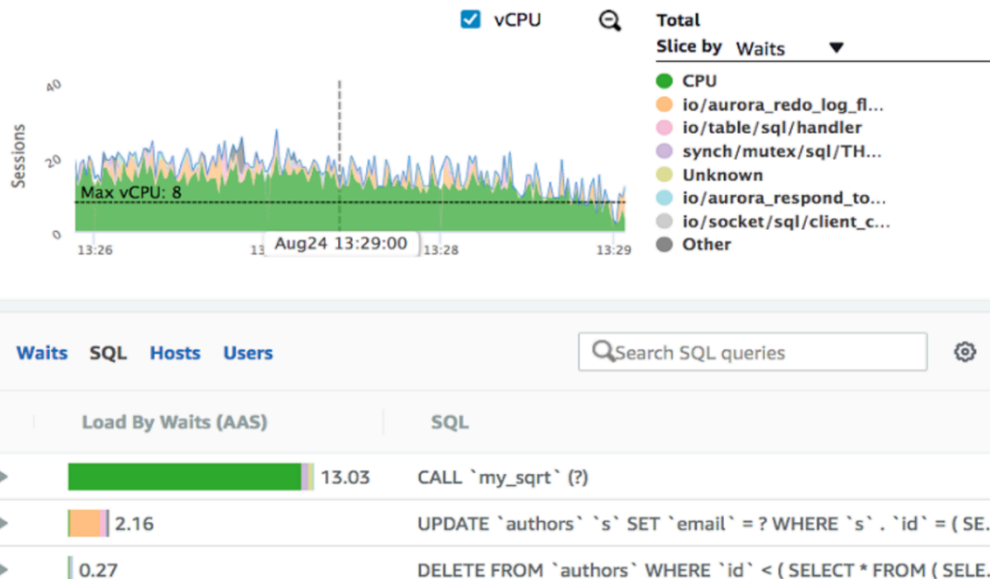 vCPU
Total
Slice by Waits
CPU
io/aurora_redo_log_fl...
io/table/sql/handler
synch/mutex/sql/TH...
Unknown
io/aurora_respond_to...
io/socket/sql/client_c...
Other
Sessions
40
20
0
Max vCPU: 8
13:26
13
Aug24 13:29:00
13:28
13:29
Waits SQL Hosts Users
Search SQL queries
Load By Waits (AAS) SQL
13.03 CALL `my_sqrt` (?)
2.16 UPDATE `authors` `s` SET `email` = ? WHERE `s` . `id` = ( SE.
0.27 DELETE FROM `authors` WHERE `id` < ( SELECT * FROM ( SELE.